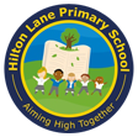 Hilton Lane Primary School
Aiming High Together